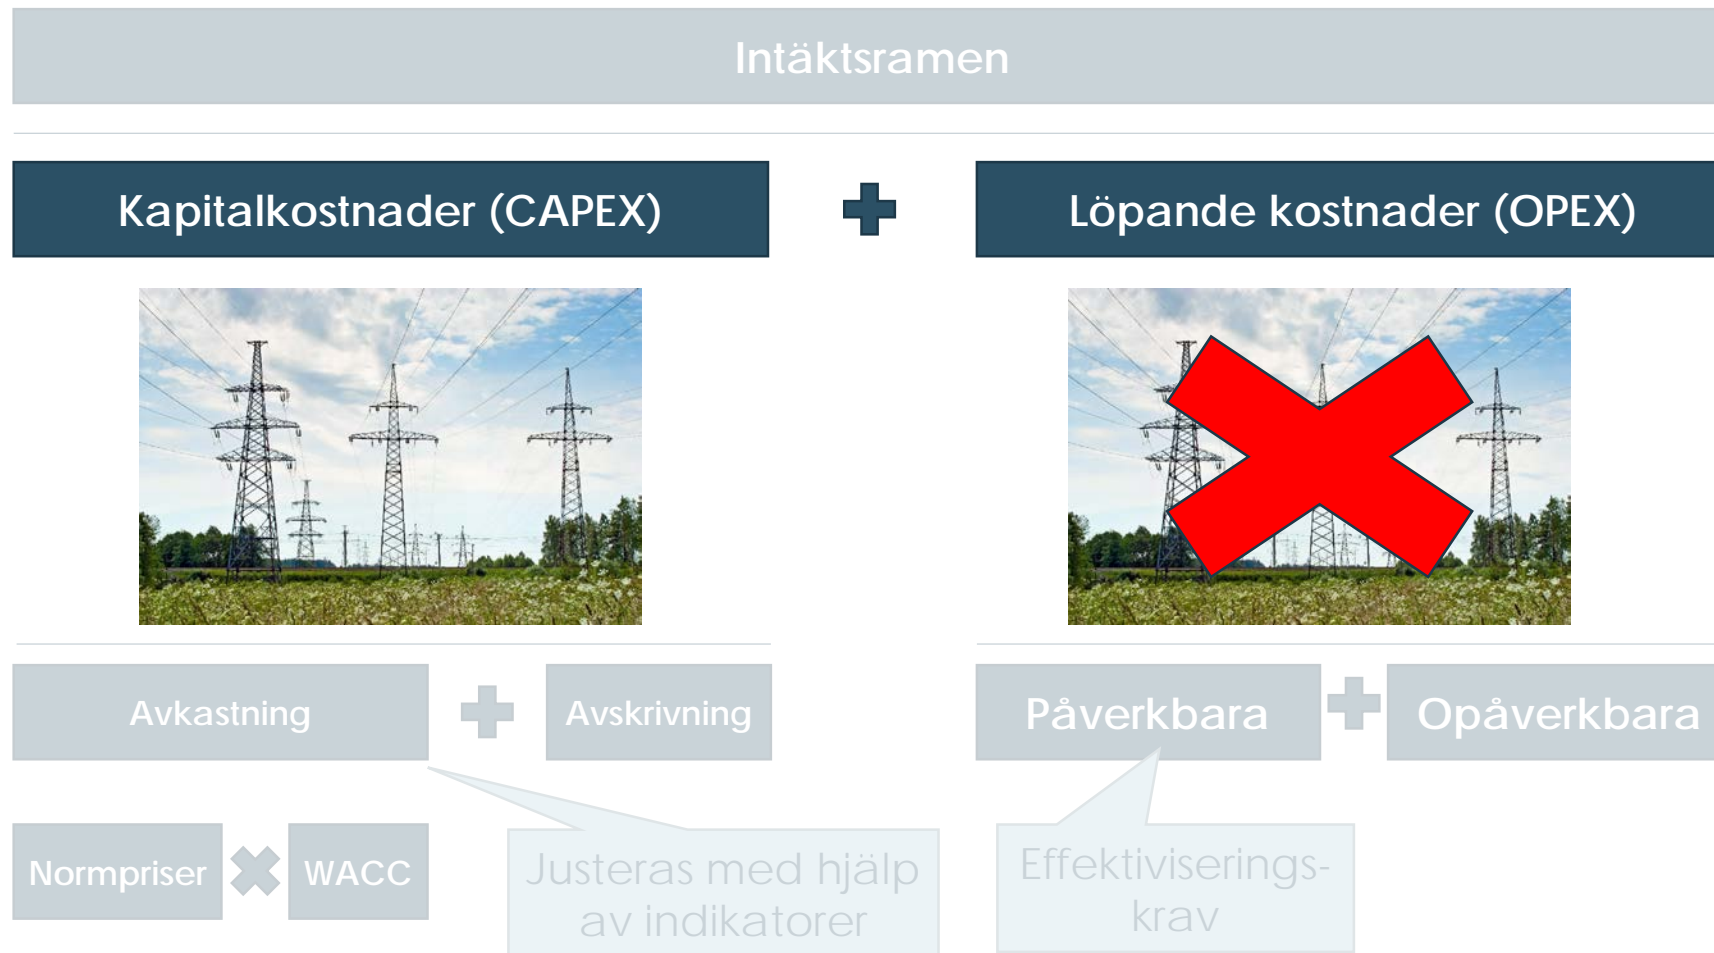 Intäktsramen
Kapitalkostnader (CAPEX)
Löpande kostnader (OPEX)
Avkastning
Avskrivning
Påverkbara
Opåverkbara
Normpriser
WACC
Justeras med hjälp
av indikatorer
Effektiviserings-
krav